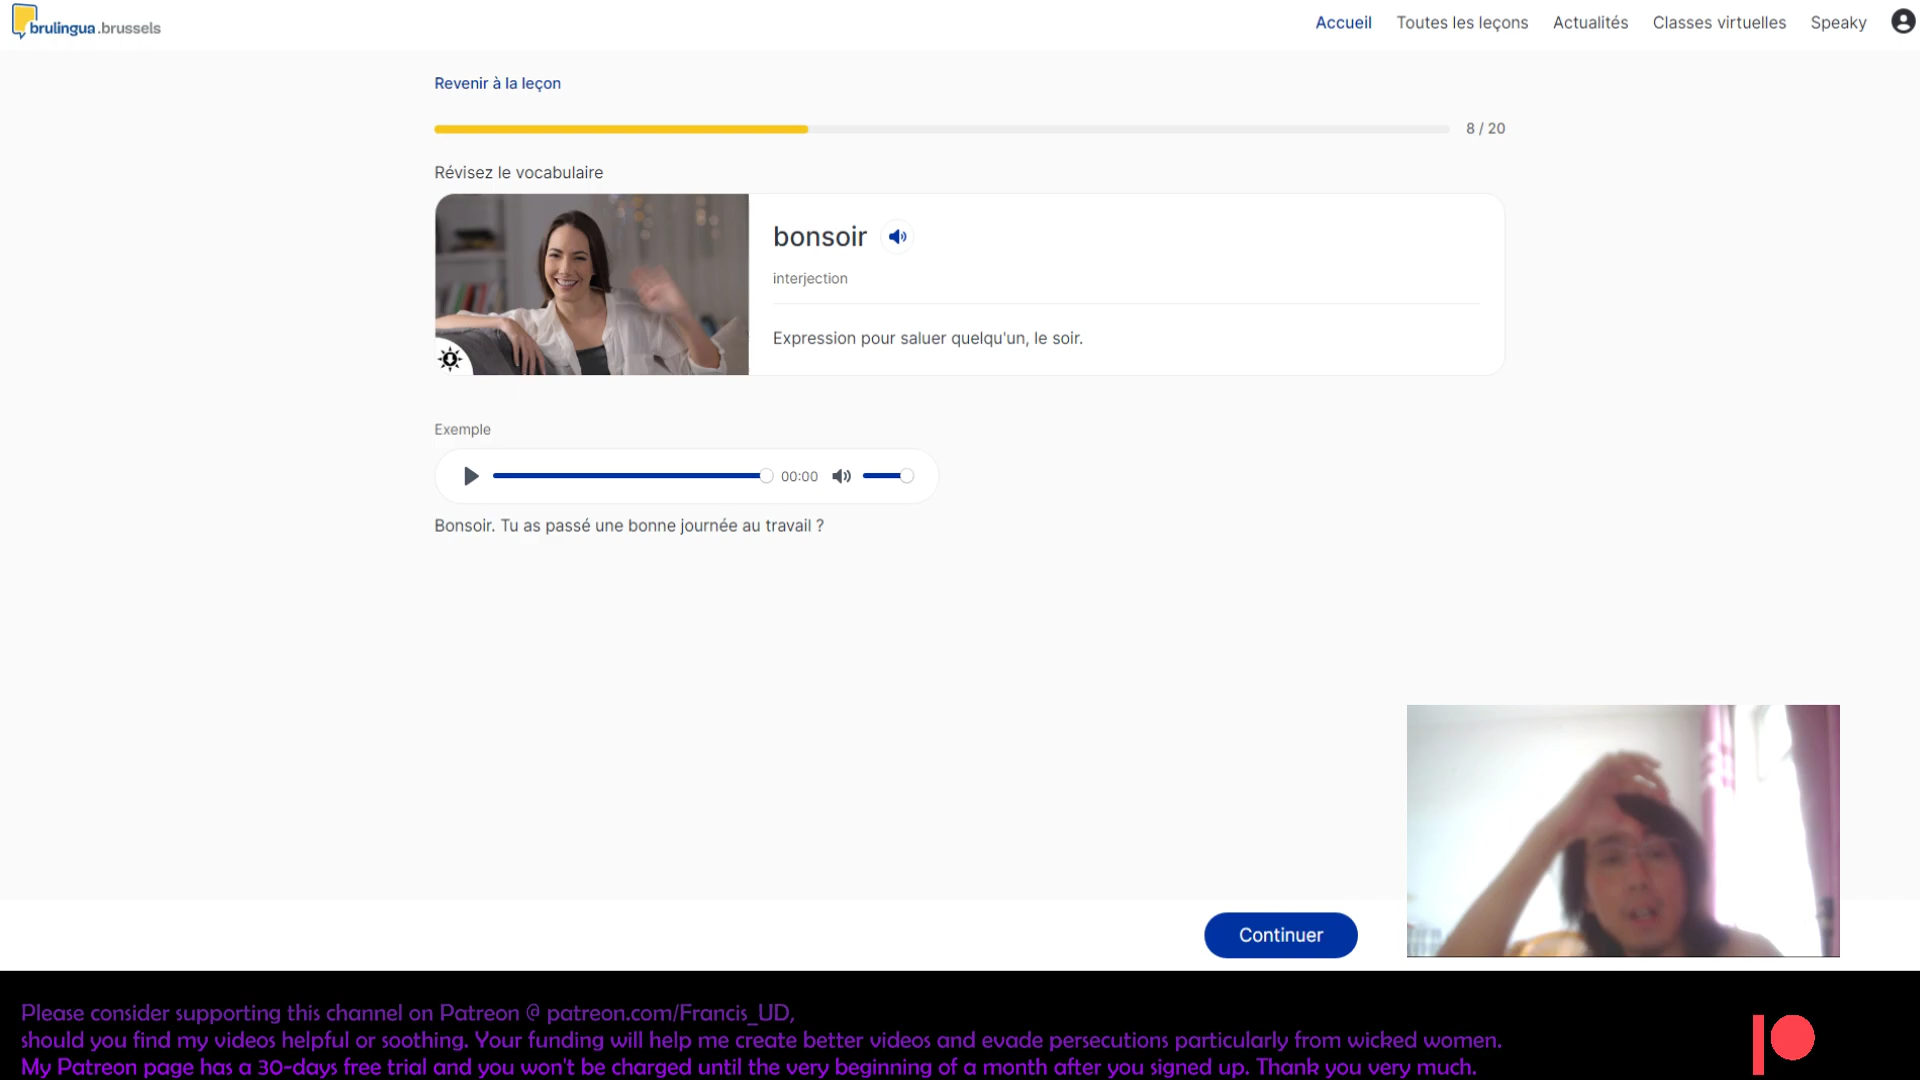 brulingua.brussels
Accueil Toutes les leçons Actualités Classes virtuelles Speaky
Revenir à la leçon
8 / 20
Révisez le vocabulaire
bonsoir
interjection
Expression pour saluer quelqu'un, le soir.
Exemple
00:00
Bonsoir. Tu as passé une bonne journée au travail ?
Continuer
Please consider supporting this channel on Patreon @ patreon.com/Francis_UD,
should you find my videos helpful or soothing. Your funding will help me create better videos and evade persecutions particularly from wicked women.
My Patreon page has a 30-days free trial and you won't be charged until the very beginning of a month after you signed up. Thank you very much.